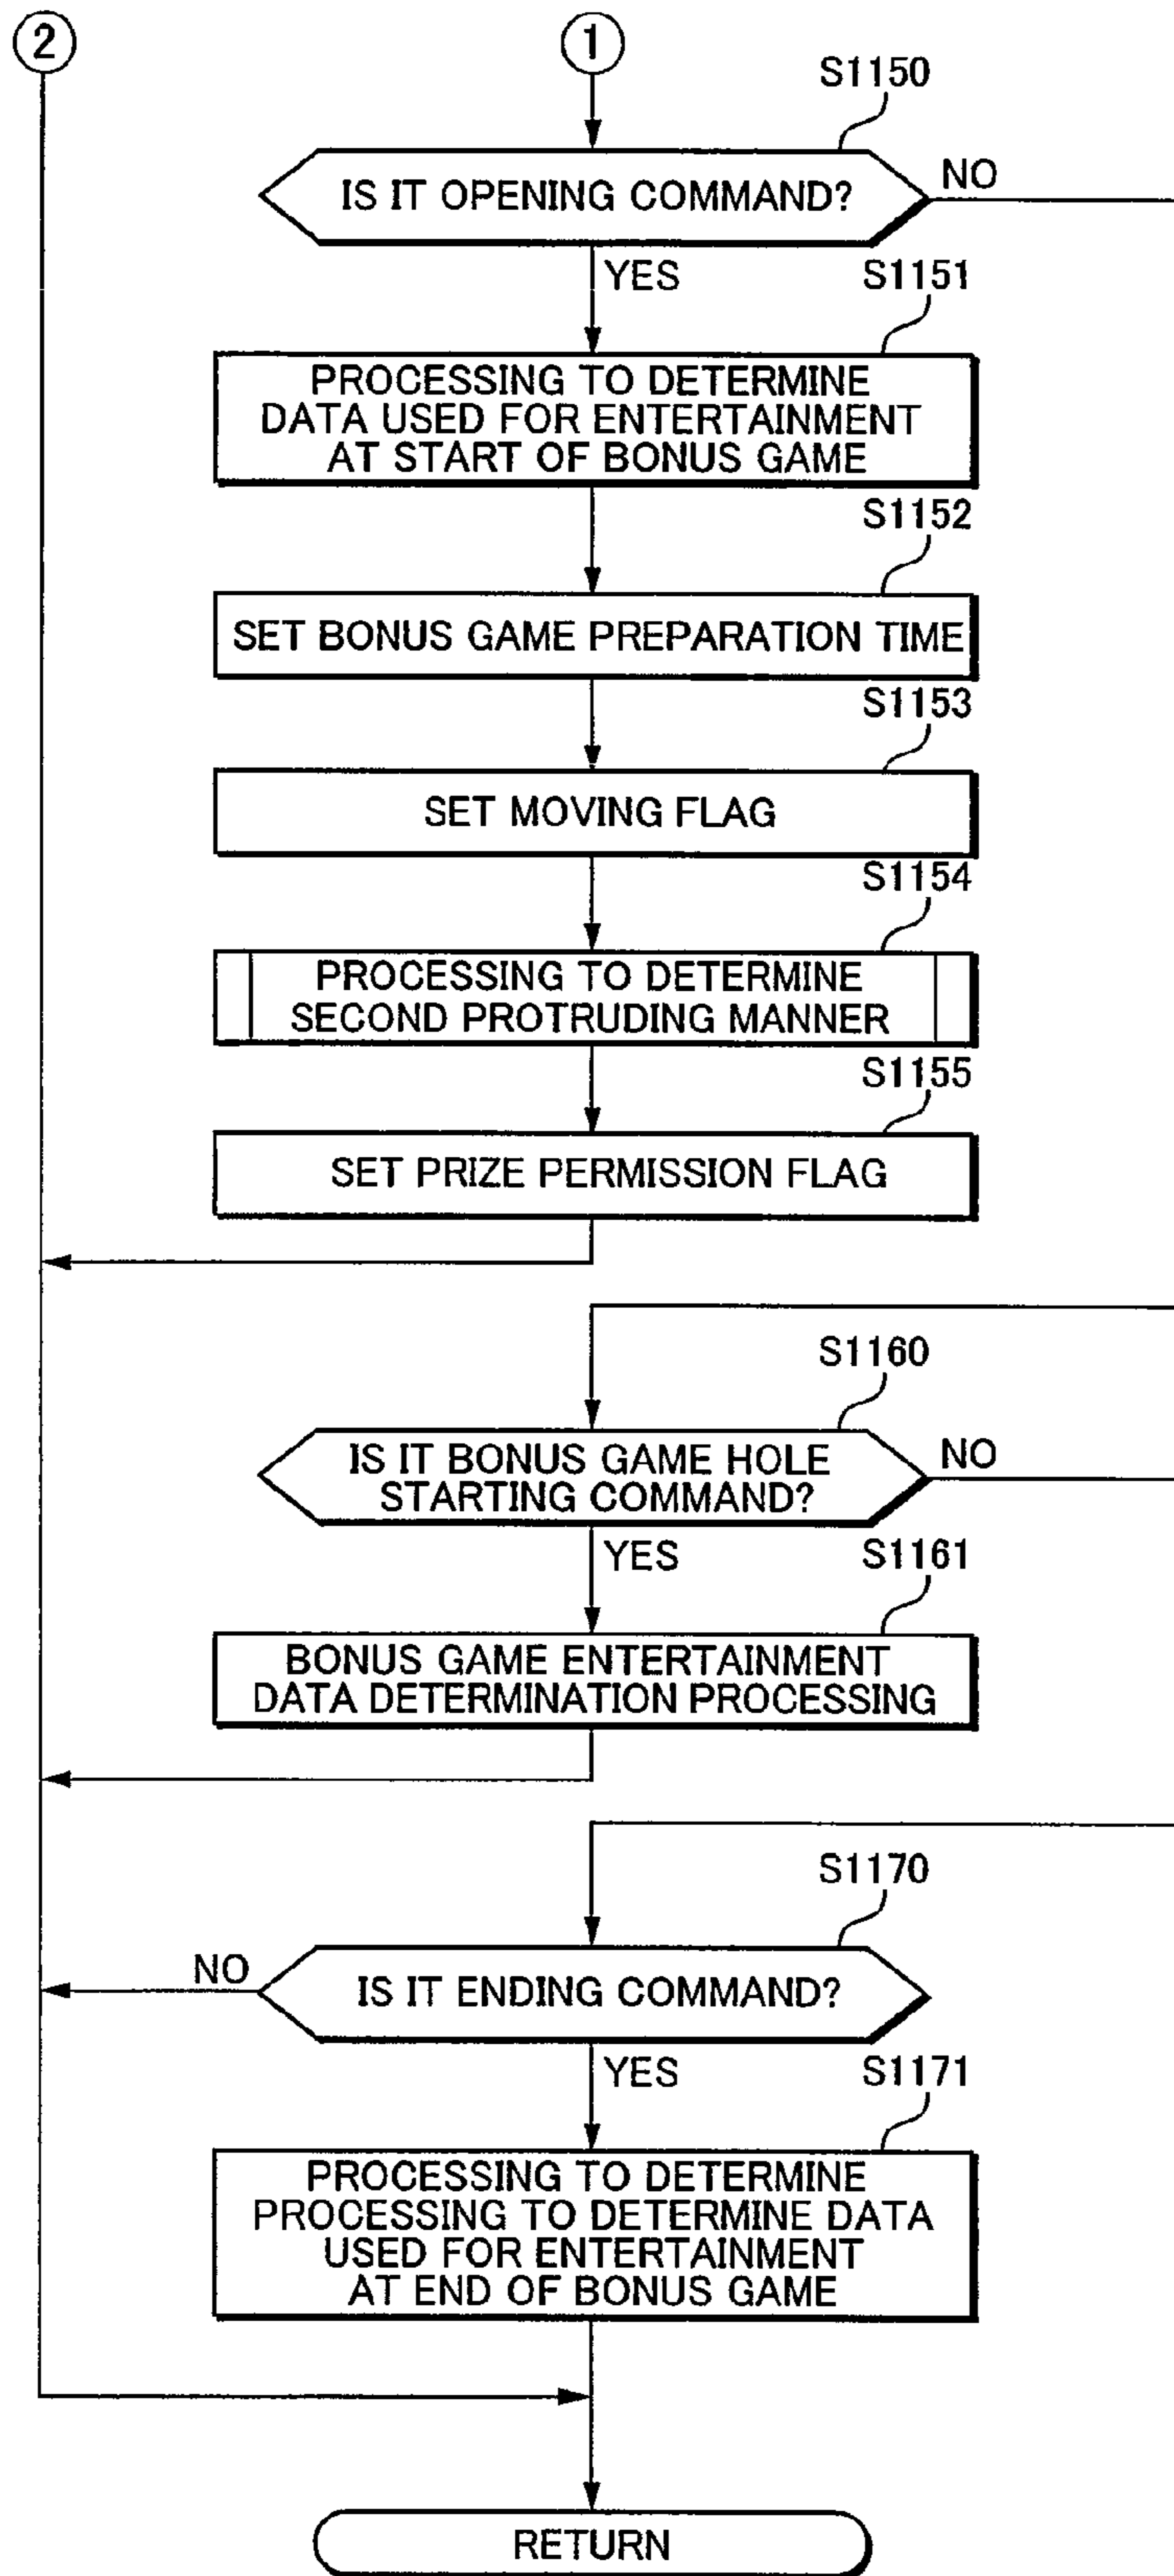 2
1
S1150
IS IT OPENING COMMAND?
NO
YES
S1151
PROCESSING TO DETERMINE
DATA USED FOR ENTERTAINMENT
AT START OF BONUS GAME
S1152
SET BONUS GAME PREPARATION TIME
S1153
SET MOVING FLAG
S1154
PROCESSING TO DETERMINE
SECOND PROTRUDING MANNER
S1155
SET PRIZE PERMISSION FLAG
S1160
IS IT BONUS GAME HOLE
STARTING COMMAND?
NO
YES
S1161
BONUS GAME ENTERTAINMENT
DATA DETERMINATION PROCESSING
S1170
NO
IS IT ENDING COMMAND?
YES
S1171
PROCESSING TO DETERMINE
PROCESSING TO DETERMINE DATA
USED FOR ENTERTAINMENT
AT END OF BONUS GAME
RETURN